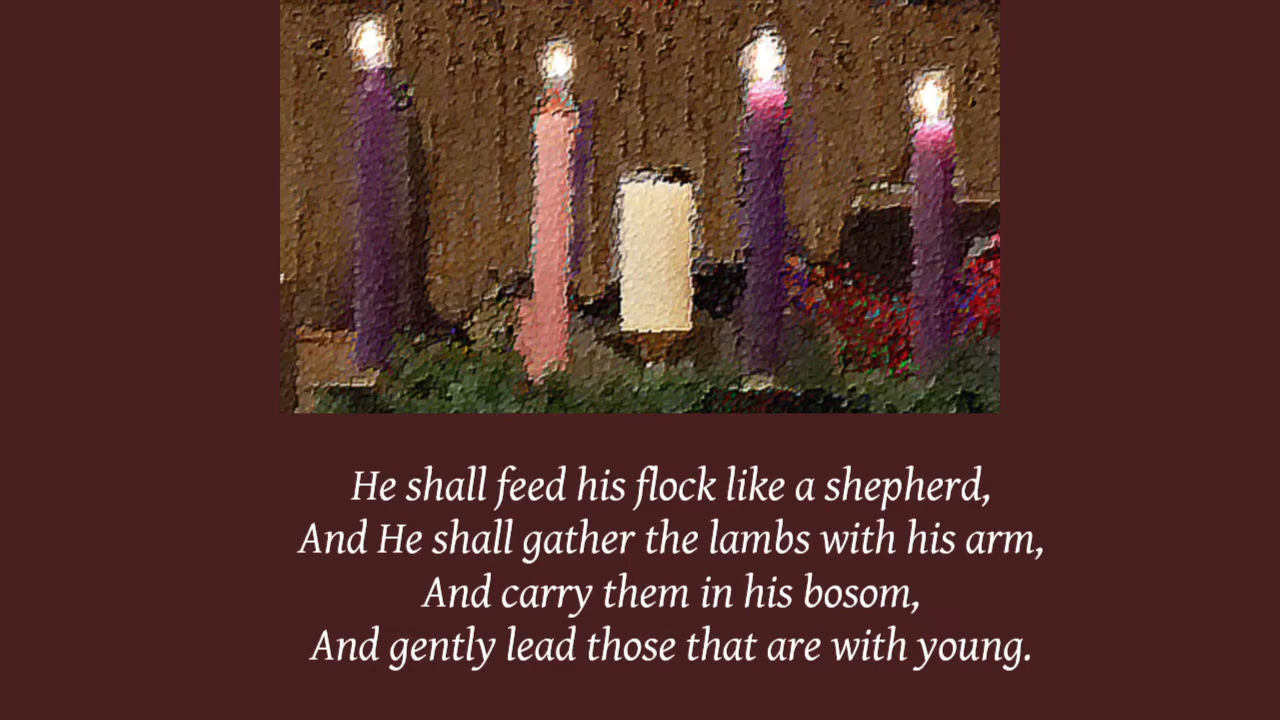 He shall feed his flock like a shepherd,
And He shall gather the lambs with his arm,
And carry them in his bosom,
And gently lead those that are with young.